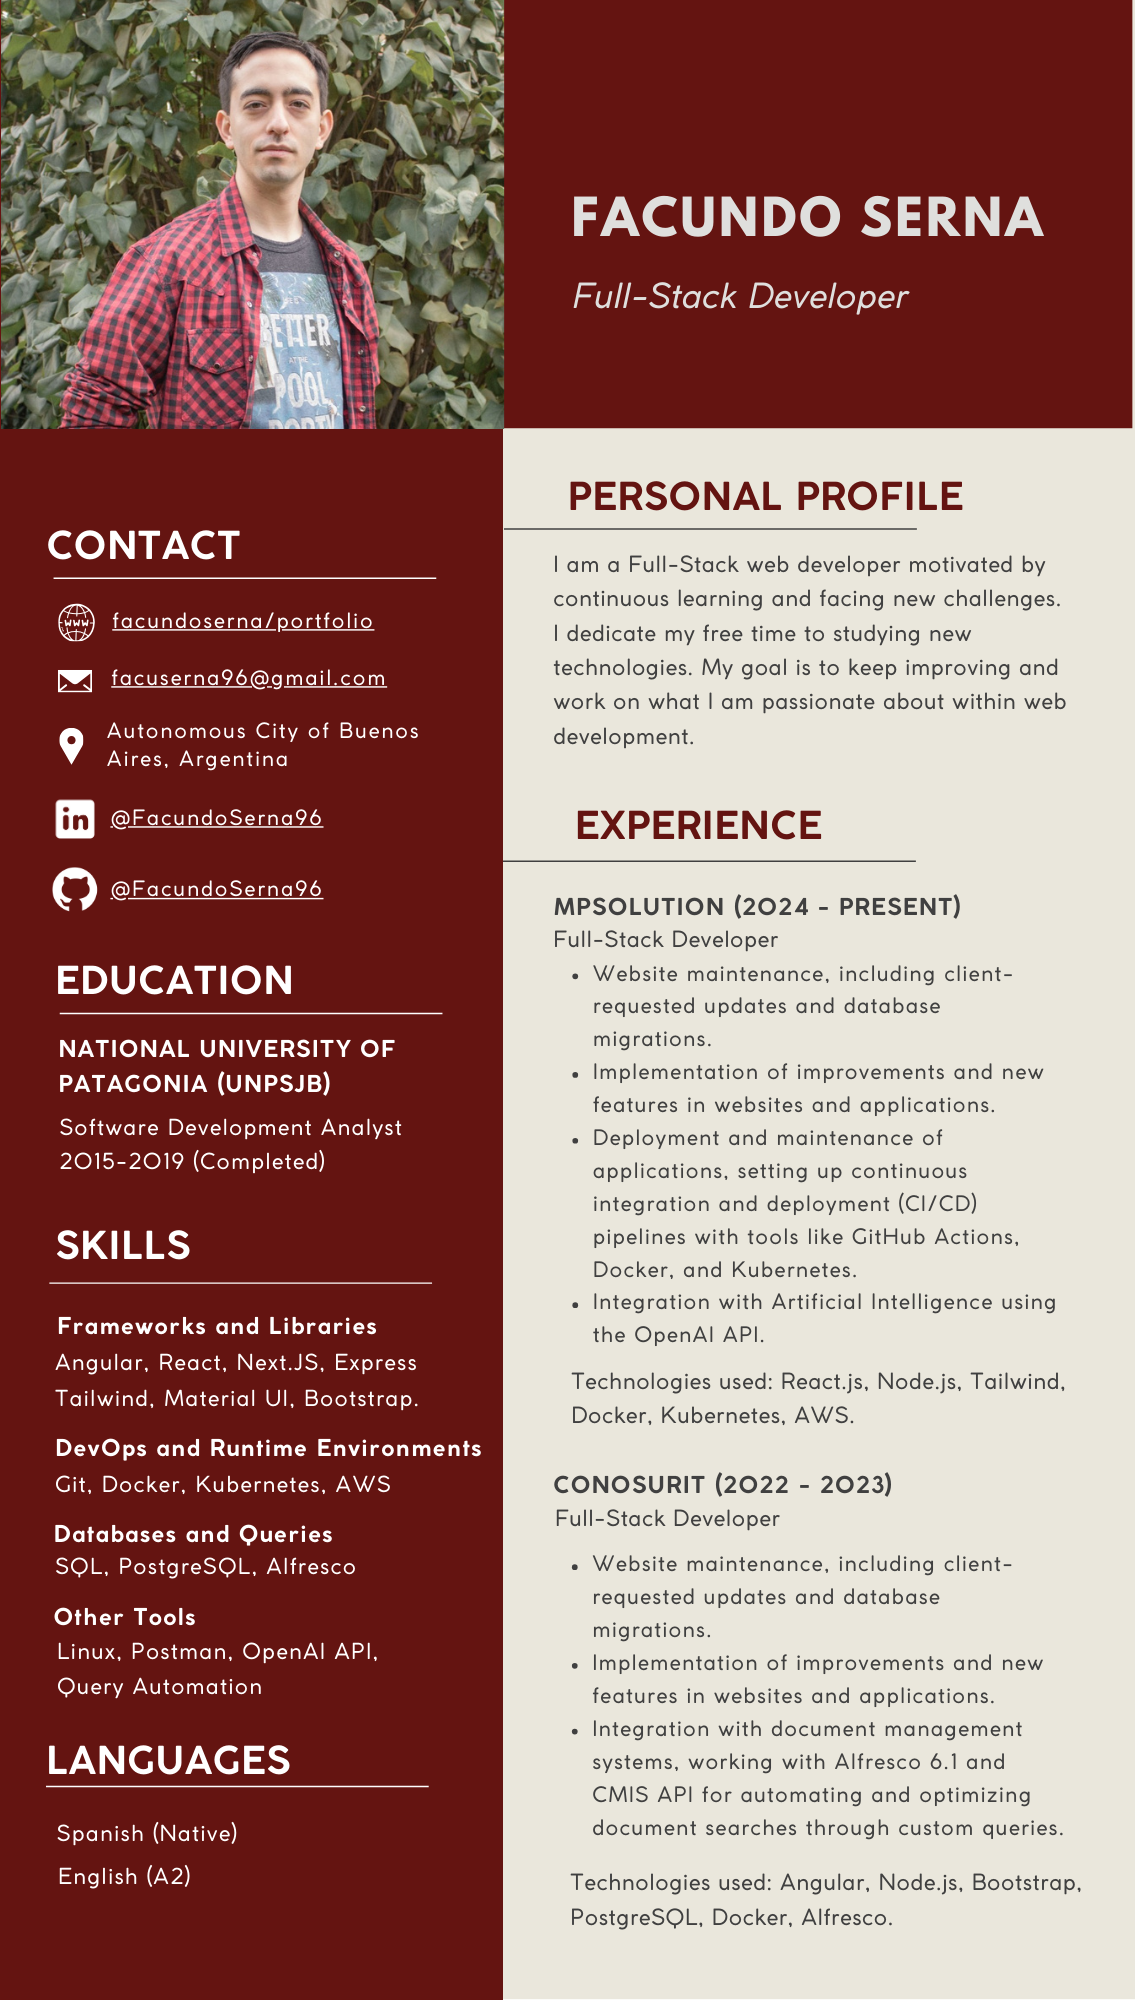 BETTER
AT THE
POOL
PARTY
FACUNDO SERNA
Full-Stack Developer
CONTACT
www
facundoserna/portfolio
facuserna96@gmail.com
Autonomous City of Buenos
Aires, Argentina
in
@FacundoSerna96
@FacundoSerna96
EDUCATION
NATIONAL UNIVERSITY OF
PATAGONIA (UNPSJB)
Software Development Analyst
2015-2019 (Completed)
SKILLS
Frameworks and Libraries
Angular, React, Next.JS, Express
Tailwind, Material UI, Bootstrap.
DevOps and Runtime Environments
Git, Docker, Kubernetes, AWS
Databases and Queries
SQL, PostgreSQL, Alfresco
Other Tools
Linux, Postman, OpenAI API,
Query Automation
LANGUAGES
Spanish (Native)
English (A2)
PERSONAL PROFILE
I am a Full-Stack web developer motivated by
continuous learning and facing new challenges.
I dedicate my free time to studying new
technologies. My goal is to keep improving and
work on what I am passionate about within web
development.
EXPERIENCE
MPSOLUTION (2024 - PRESENT)
Full-Stack Developer
• Website maintenance, including client-
requested updates and database
migrations.
• Implementation of improvements and new
features in websites and applications.
• Deployment and maintenance of
applications, setting up continuous
integration and deployment (CI/CD)
pipelines with tools like GitHub Actions,
Docker, and Kubernetes.
• Integration with Artificial Intelligence using
the OpenAI API.
Technologies used: React.js, Node.js, Tailwind,
Docker, Kubernetes, AWS.
CONOSURIT (2022 - 2023)
Full-Stack Developer
• Website maintenance, including client-
requested updates and database
migrations.
• Implementation of improvements and new
features in websites and applications.
• Integration with document management
systems, working with Alfresco 6.1 and
CMIS API for automating and optimizing
document searches through custom queries.
Technologies used: Angular, Node.js, Bootstrap,
PostgreSQL, Docker, Alfresco.